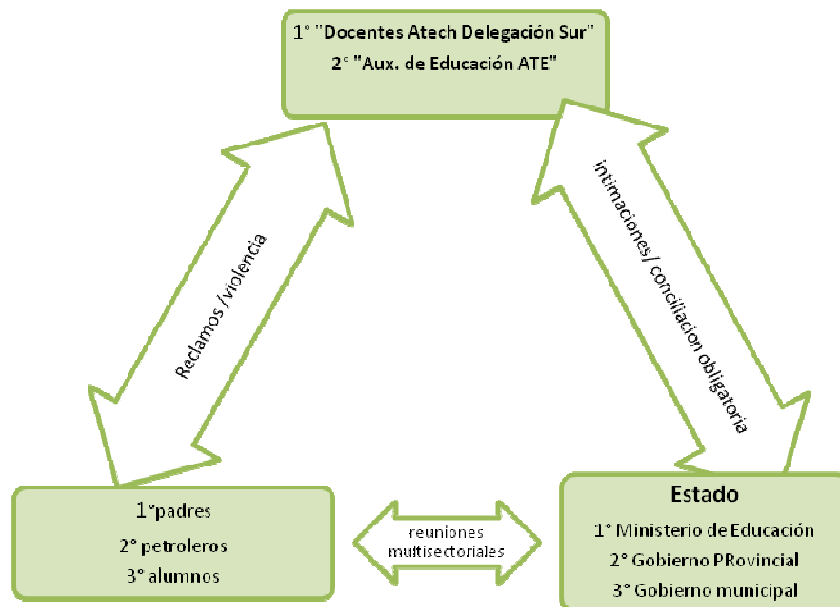 1° "Docentes Atech Delegación Sur"
2° "Aux. de Educación ATE"
Reclamos /violencia
intimaciones/ conciliacion obligatoria
1°padres
2° petroleros
3° alumnos
reuniones
multisectoriales
Estado
1° Ministerio de Educación
2° Gobierno PRovincial
3° Gobierno municipal